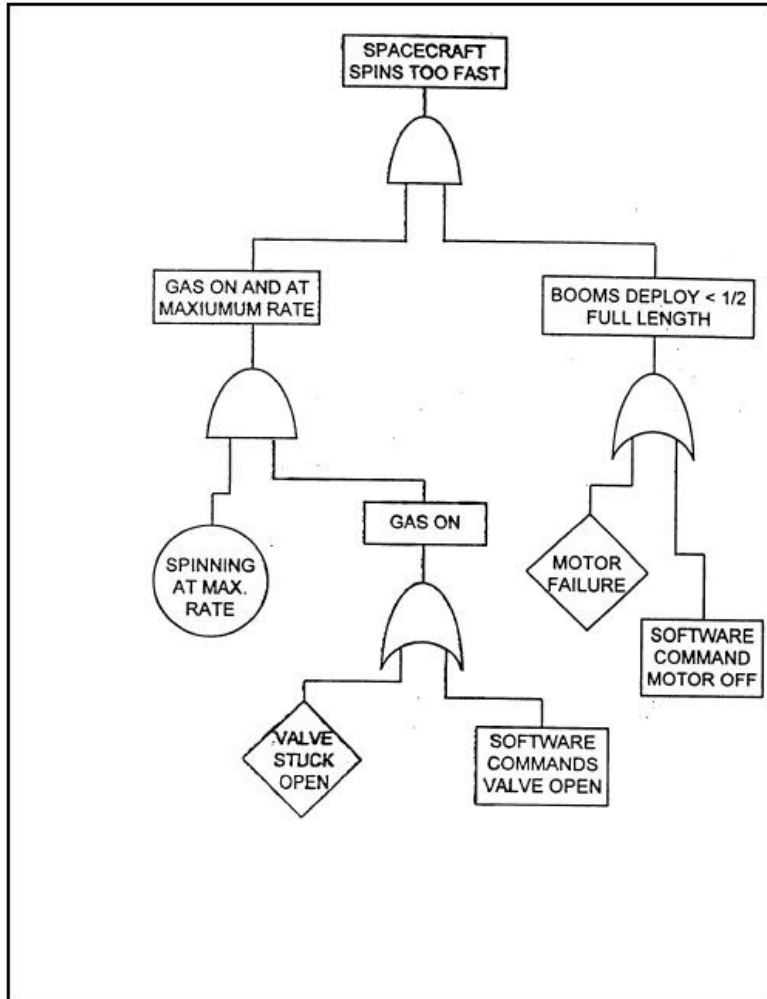 SPACECRAFT
SPINS TOO FAST
GAS ON AND AT
MAXIUMUM RATE
BOOMS DEPLOY < 1/2
FULL LENGTH
GAS ON
SPINNING
AT MAX.
RATE
MOTOR
FAILURE
SOFTWARE
COMMAND
MOTOR OFF
VALVE
STUCK
OPEN
SOFTWARE
COMMANDS
VALVE OPEN